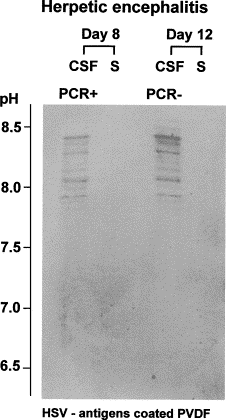 Herpetic encephalitis
Day 8 Day 12
CSF S CSF S
pH PCR+ PCR-
8.5
8.0
7.5
7.0
6.5
HSV - antigens coated PVDF